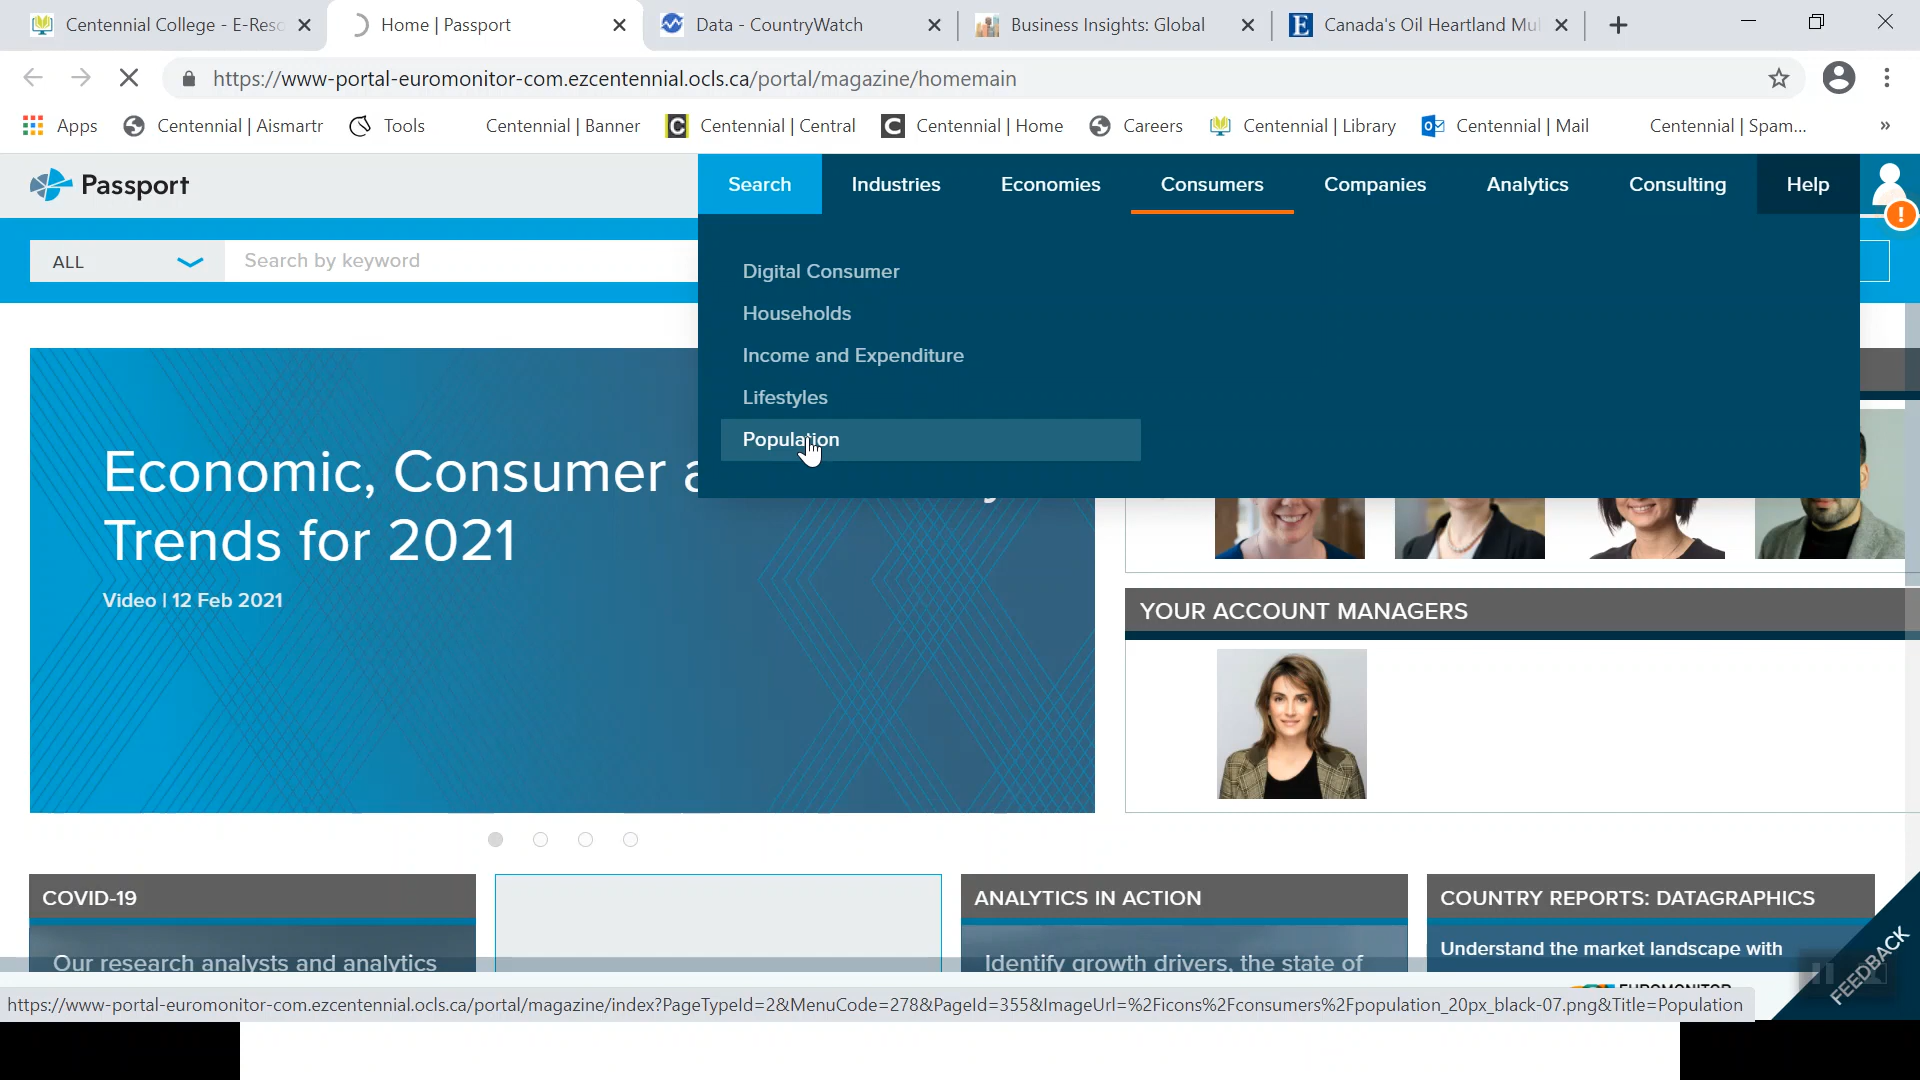 Centennial College - E-Reso
Home | Passport
Data - CountryWatch
Business Insights: Global
Canada's Oil Heartland Mul
https://www-portal-euromonitor-com.ezcentennial.ocls.ca/portal/magazine/homemain
Apps
Centennial | Aismartr
Tools
Centennial | Banner
Centennial | Central
Centennial | Home
Careers
Centennial | Library
Centennial | Mail
Centennial | Spam...
»
Passport
Search
Industries
Economies
Consumers
Companies
Analytics
Consulting
Help
!
ALL
Search by keyword
Digital Consumer
Households
Income and Expenditure
Lifestyles
Population
Economic, Consumer a
Trends for 2021
Video | 12 Feb 2021
YOUR ACCOUNT MANAGERS
COVID-19
ANALYTICS IN ACTION
COUNTRY REPORTS: DATAGRAPHICS
Our research analysts and analytics
Identify growth drivers, the state of
Understand the market landscape with
FEEDBACK
EUROMONITOR
https://www-portal-euromonitor-com.ezcentennial.ocls.ca/portal/magazine/index?PageTypeId=2&MenuCode=278&PageId=355&ImageUrl=%2Ficons%2Fconsumers%2Fpopulation_20px_black-07.png&Title=Population